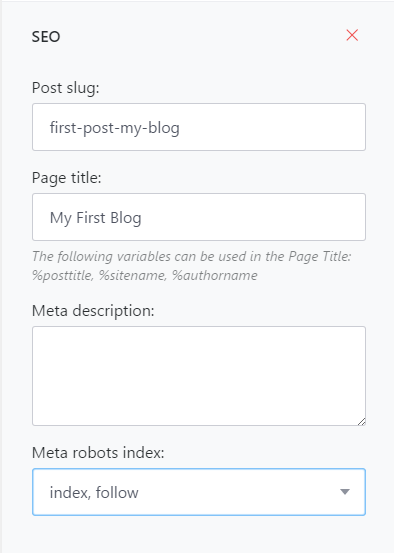 SEO
Post slug:
first-post-my-blog
Page title:
My First Blog
The following variables can be used in the Page Title:
%posttitle, %sitename, %authorname
Meta description:
Meta robots index:
index, follow